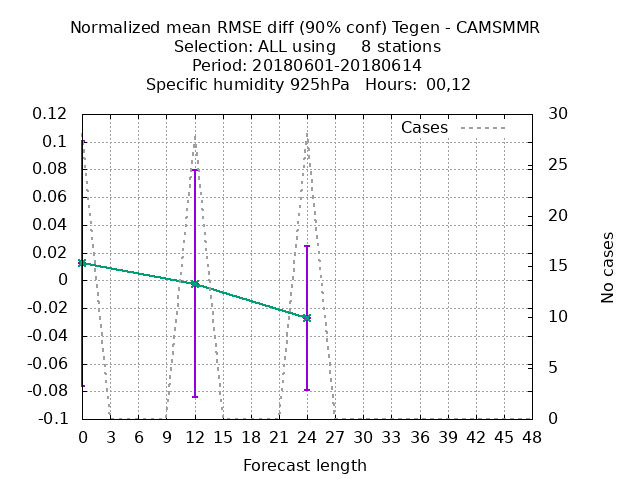 Normalized mean RMSE diff (90% conf) Tegen - CAMSMMR
Selection: ALL using     8 stations
Period: 20180601-20180614
Specific humidity 925hPa   Hours:  00,12
Cases
0.12
0.1
0.08
0.06
0.04
0.02
0
-0.02
-0.04
-0.06
-0.08
-0.1
30
25
20
15
10
5
0
No cases
0 3 6 9 12 15 18 21 24 27 30 33 36 39 42 45 48
Forecast length